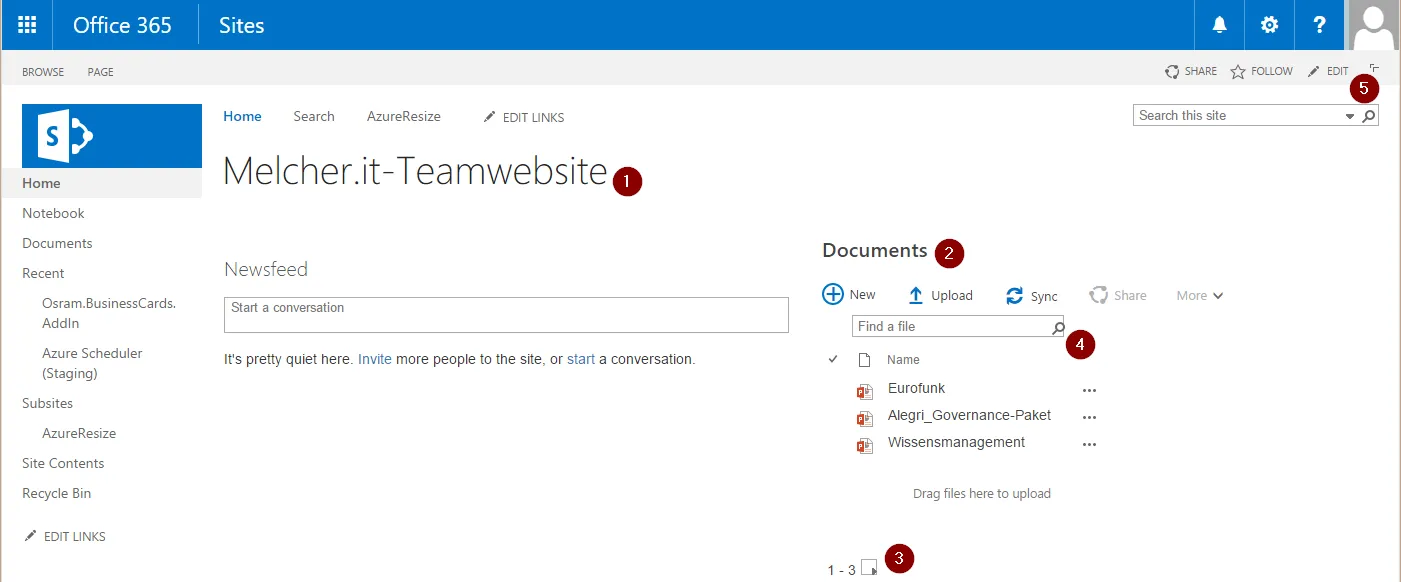 Office 365 Sites ?
BROWSE PAGE SHARE FOLLOW EDIT
5
S
Home Search AzureResize EDIT LINKS Search this site
Melcher.it-Teamwebsite 1
Home
Notebook
Documents
Recent
Osram.BusinessCards.
AddIn
Azure Scheduler
(Staging)
Subsites
AzureResize
Site Contents
Recycle Bin
EDIT LINKS
Newsfeed
Start a conversation
It's pretty quiet here. Invite more people to the site, or start a conversation.
Documents 2
New Upload Sync Share More
Find a file
4
Name
Eurofunk ...
Alegri_Governance-Paket ...
Wissensmanagement ...
Drag files here to upload
1 - 3 3